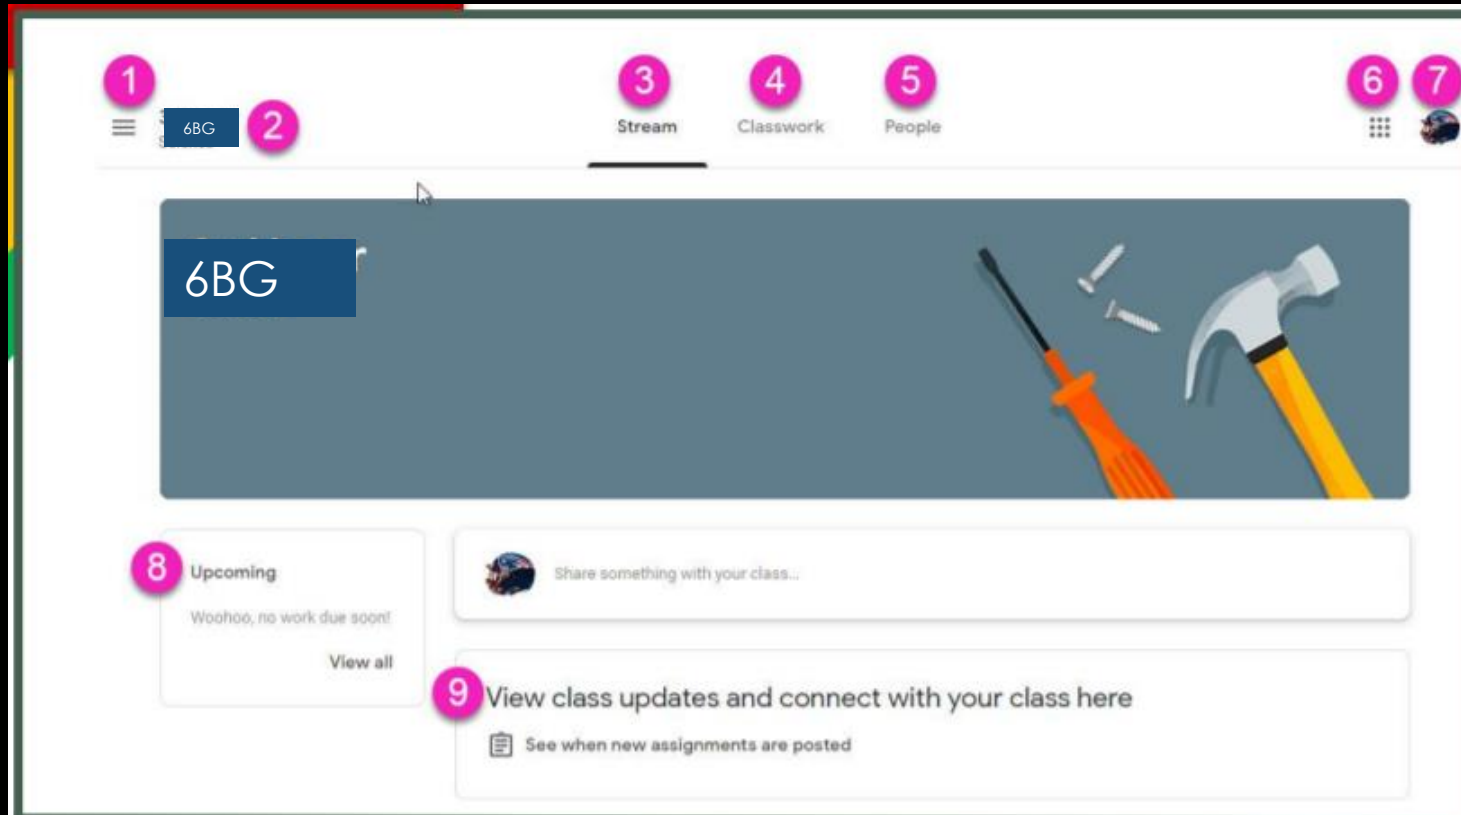 1
6BG
2
3
Stream
4
Classwork
5
People
6
7
6BG
8
Upcoming
Woohoo, no work due soon!
View all
Share something with your class...
9
View class updates and connect with your class here
See when new assignments are posted